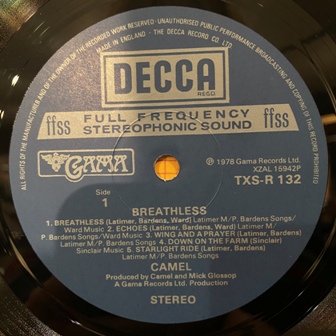 ALL RIGHTS OF THE MANUFACTURER AND OF THE OWNER OF THE RECORDED WORK RESERVED · UNAUTHORISED PUBLIC PERFORMANCE BROADCASTING AND COPYING OF THIS RECORD PROHIBITED
MADE IN ENGLAND · THE DECCA RECORD CO LTD
DECCA
REGD
ffss FULL FREQUENCY ffss
STEREOPHONIC SOUND
GAMA
℗ 1978 Gama Records Ltd.
XZAL 15942P
TXS-R 132
Side
1
BREATHLESS
1. BREATHLESS (Latimer, Bardens, Ward) Latimer M/P. Bardens Songs/
Ward Music 2. ECHOES (Latimer, Bardens, Ward) Latimer M/
P. Bardens Songs/Ward Music 3. WING AND A PRAYER (Latimer, Bardens)
Latimer M/P. Bardens Songs 4. DOWN ON THE FARM (Sinclair)
Sinclair Music 5. STARLIGHT RIDE (Latimer, Bardens)
Latimer M/P. Bardens Songs
CAMEL
Produced by Camel and Mick Glossop
A Gama Records Ltd. Production
STEREO